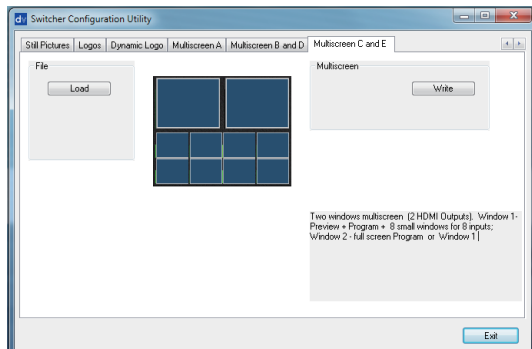 dv Switcher Configuration Utility
Still Pictures Logos Dynamic Logo Multiscreen A Multiscreen B and D Multiscreen C and E
File
Load
Multiscreen
Write
Two windows multiscreen (2 HDMI Outputs). Window 1-
Preview + Program + 8 small windows for 8 inputs;
Window 2 - full screen Program or Window 1
Exit